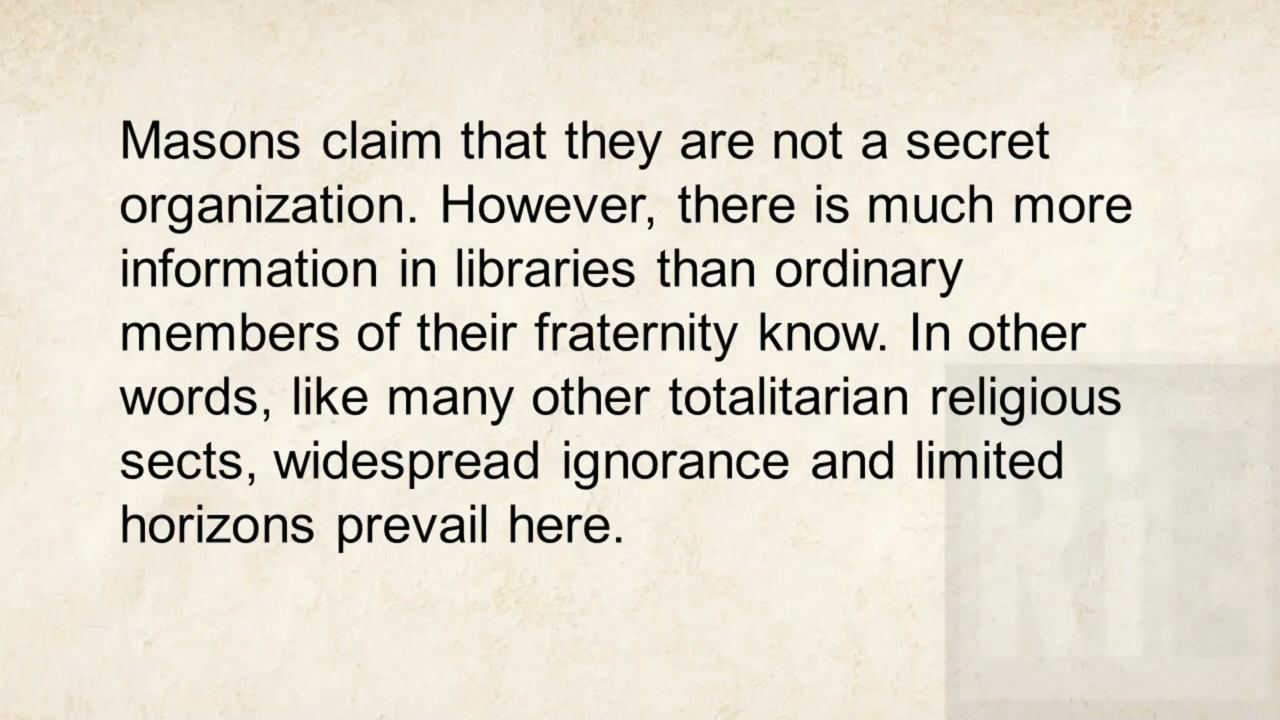 Masons claim that they are not a secret
organization. However, there is much more
information in libraries than ordinary
members of their fraternity know. In other
words, like many other totalitarian religious
sects, widespread ignorance and limited
horizons prevail here.